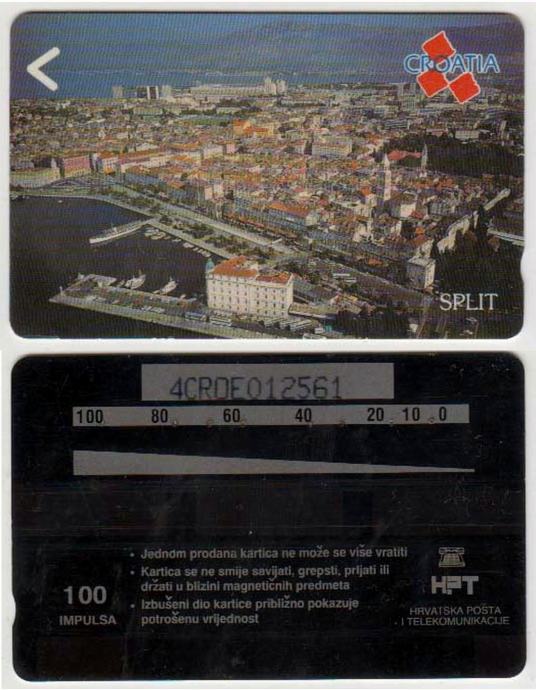 CROATIA
SPLIT
4CRDE012561
100 80 60 40 20 10 0
• Jednom prodana kartica ne može se više vratiti
• Kartica se ne smije savijati, grepsti, prljati ili
držati u blizini magnetičnih predmeta
• Izbušeni dio kartice približno pokazuje
potrošenu vrijednost
100
IMPULSA
HPT
HRVATSKA POŠTA
I TELEKOMUNIKACIJE